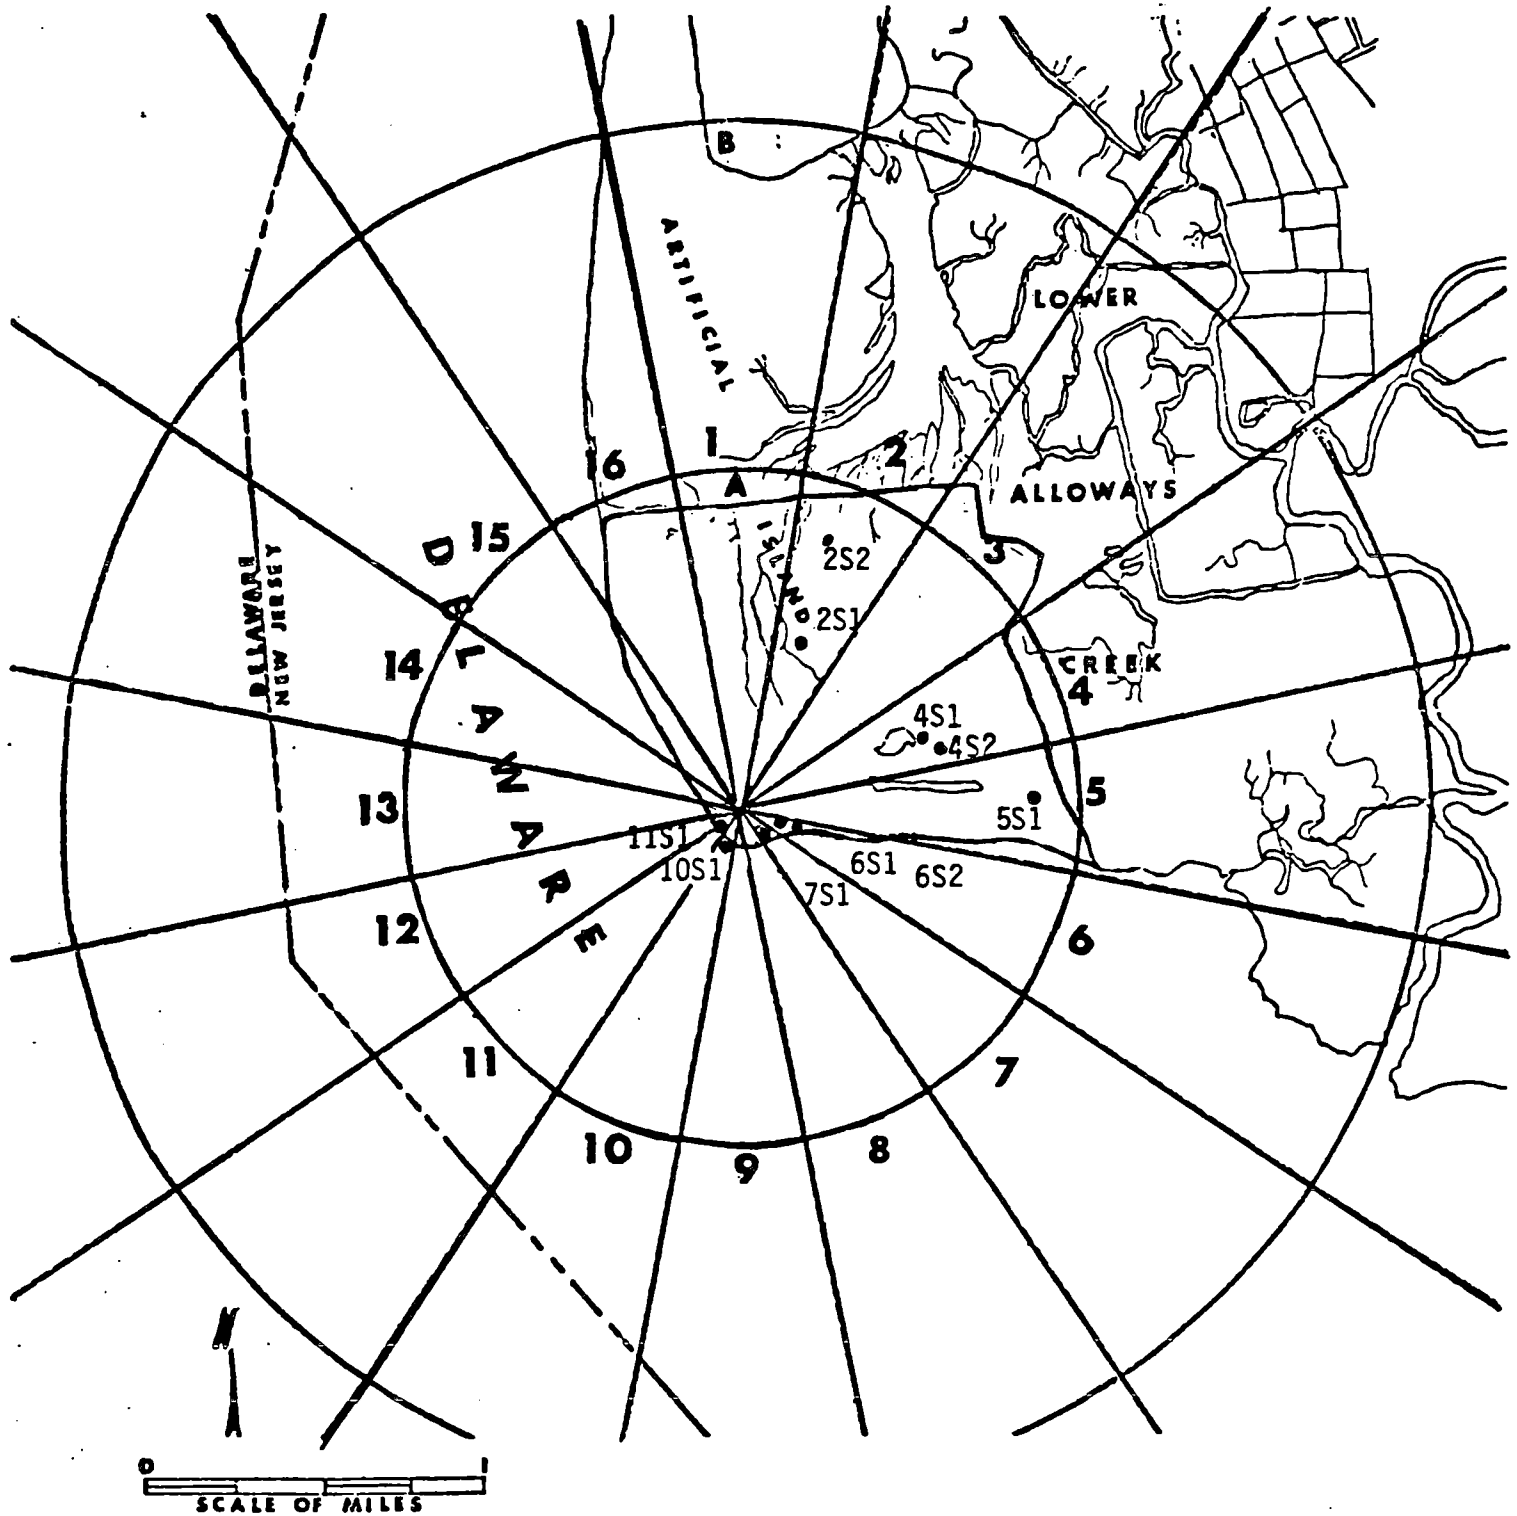 B
ARTIFICIAL
LOWER
1
2
16
A
ALLOWAYS
15
3
ISLAND
2S2
DELAWARE
NEW JERSEY
2S1
14
CREEK
4
4S1
4S2
DELAWARE
13
5
5S1
11S1
10S1
6S1
6S2
7S1
12
6
11
7
10
9
8
N
0 1
SCALE OF MILES